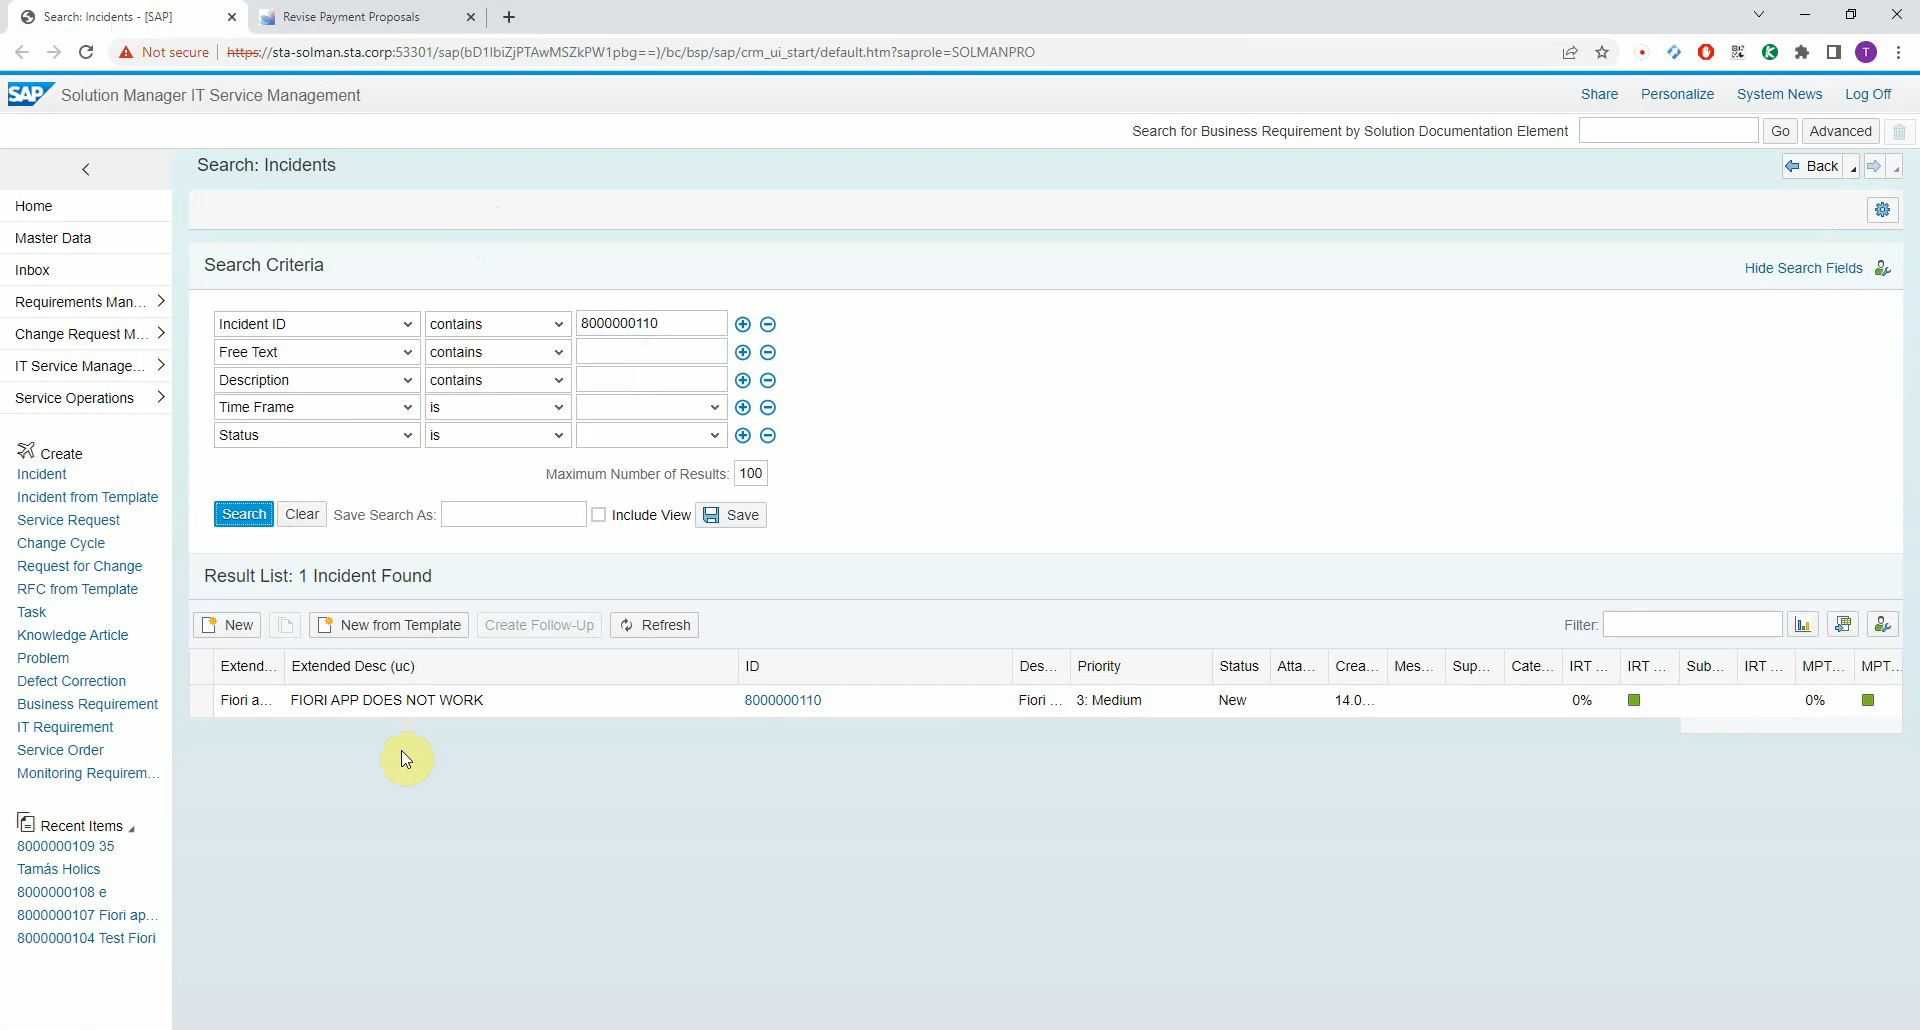 Search: Incidents - [SAP]
Revise Payment Proposals
Not secure
https://sta-solman.sta.corp:53301/sap(bD1lbiZjPTAwMSZkPW1pbg==)/bc/bsp/sap/crm_ui_start/default.htm?saprole=SOLMANPRO
T
SAP Solution Manager IT Service Management
Share Personalize System News Log Off
Search for Business Requirement by Solution Documentation Element Go Advanced
Search: Incidents
Back
Home
Master Data
Inbox
Requirements Man...
Change Request M...
IT Service Manage...
Service Operations
Create
Incident
Incident from Template
Service Request
Change Cycle
Request for Change
RFC from Template
Task
Knowledge Article
Problem
Defect Correction
Business Requirement
IT Requirement
Service Order
Monitoring Requirem...
Recent Items
8000000109 35
Tamás Holics
8000000108 e
8000000107 Fiori ap...
8000000104 Test Fiori
Search Criteria
Hide Search Fields
Incident ID contains 8000000110
Free Text contains
Description contains
Time Frame is
Status is
Maximum Number of Results: 100
Search Clear Save Search As: Include View Save
Result List: 1 Incident Found
New New from Template Create Follow-Up Refresh Filter:
Extend... Extended Desc (uc) ID Des... Priority Status Atta... Crea... Mes... Sup... Cate... IRT ... IRT ... Sub... IRT ... MPT... MPT...
Fiori a... FIORI APP DOES NOT WORK 8000000110 Fiori ... 3: Medium New 14.0... 0% 0%